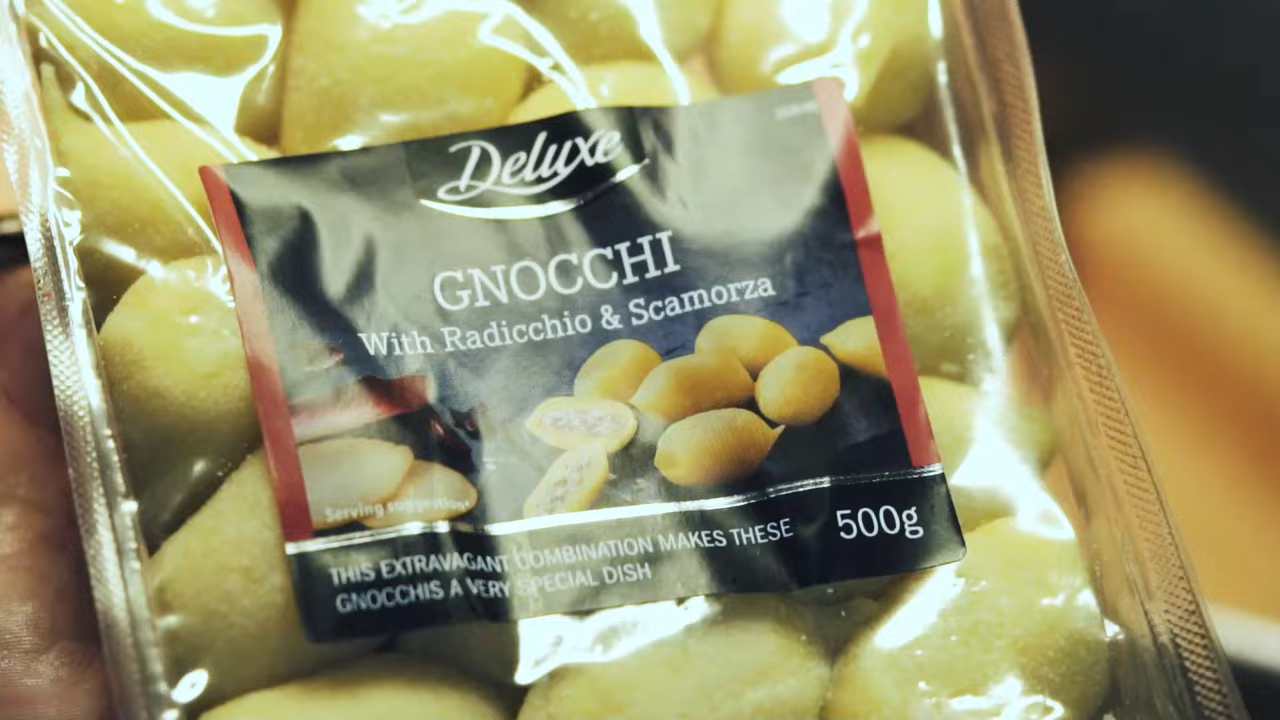 Deluxe
GNOCCHI
With Radicchio & Scamorza
Serving suggestion
THIS EXTRAVAGANT COMBINATION MAKES THESE
GNOCCHIS A VERY SPECIAL DISH
500g